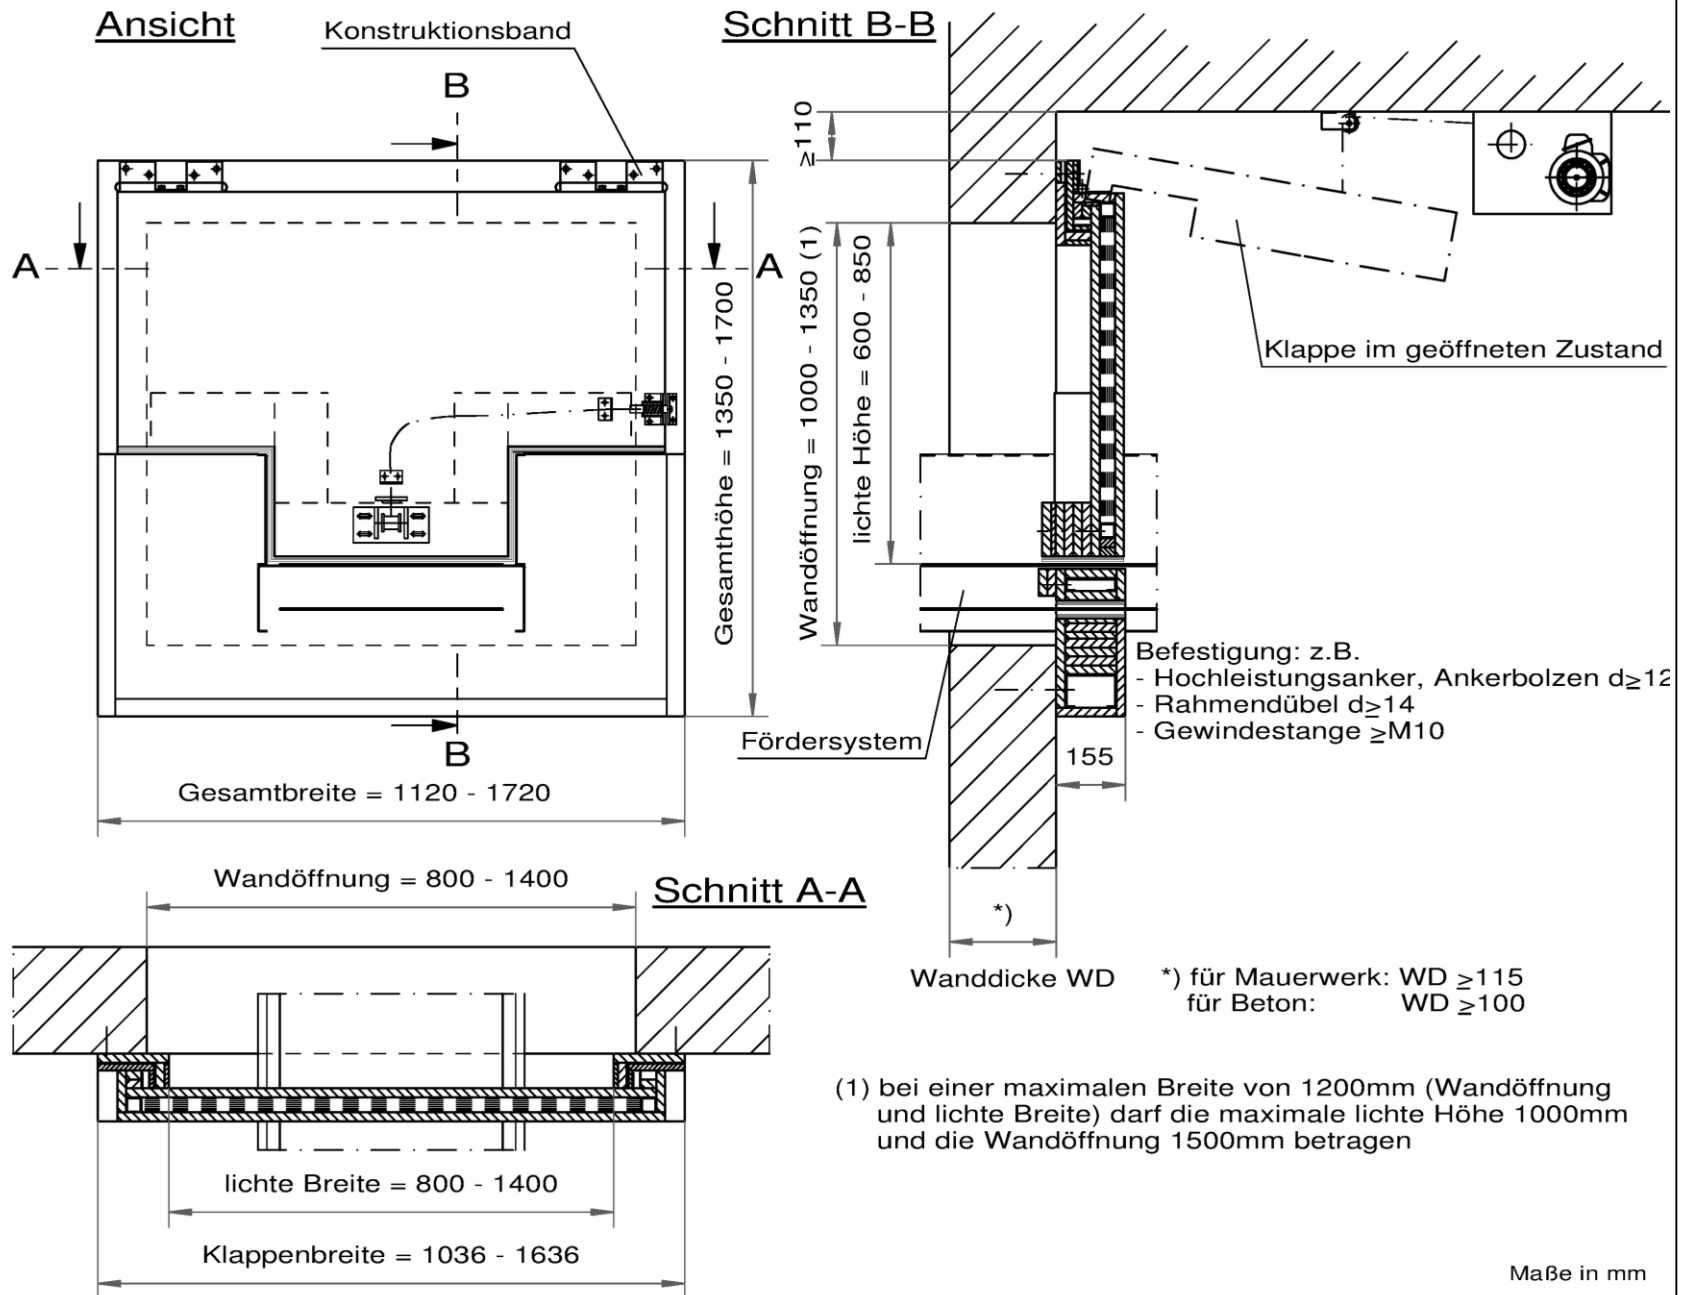 Ansicht
Konstruktionsband
Schnitt B-B
B
≥110
A
A
Gesamthöhe = 1350 - 1700
Wandöffnung = 1000 - 1350 (1)
lichte Höhe = 600 - 850
Klappe im geöffneten Zustand
Befestigung: z.B.
- Hochleistungsanker, Ankerbolzen d≥12
- Rahmendübel d≥14
- Gewindestange ≥M10
Fördersystem
B
155
Gesamtbreite = 1120 - 1720
Wandöffnung = 800 - 1400
Schnitt A-A
*)
Wanddicke WD
*) für Mauerwerk: WD ≥115
für Beton: WD ≥100
(1) bei einer maximalen Breite von 1200mm (Wandöffnung
und lichte Breite) darf die maximale lichte Höhe 1000mm
und die Wandöffnung 1500mm betragen
lichte Breite = 800 - 1400
Klappenbreite = 1036 - 1636
Maße in mm